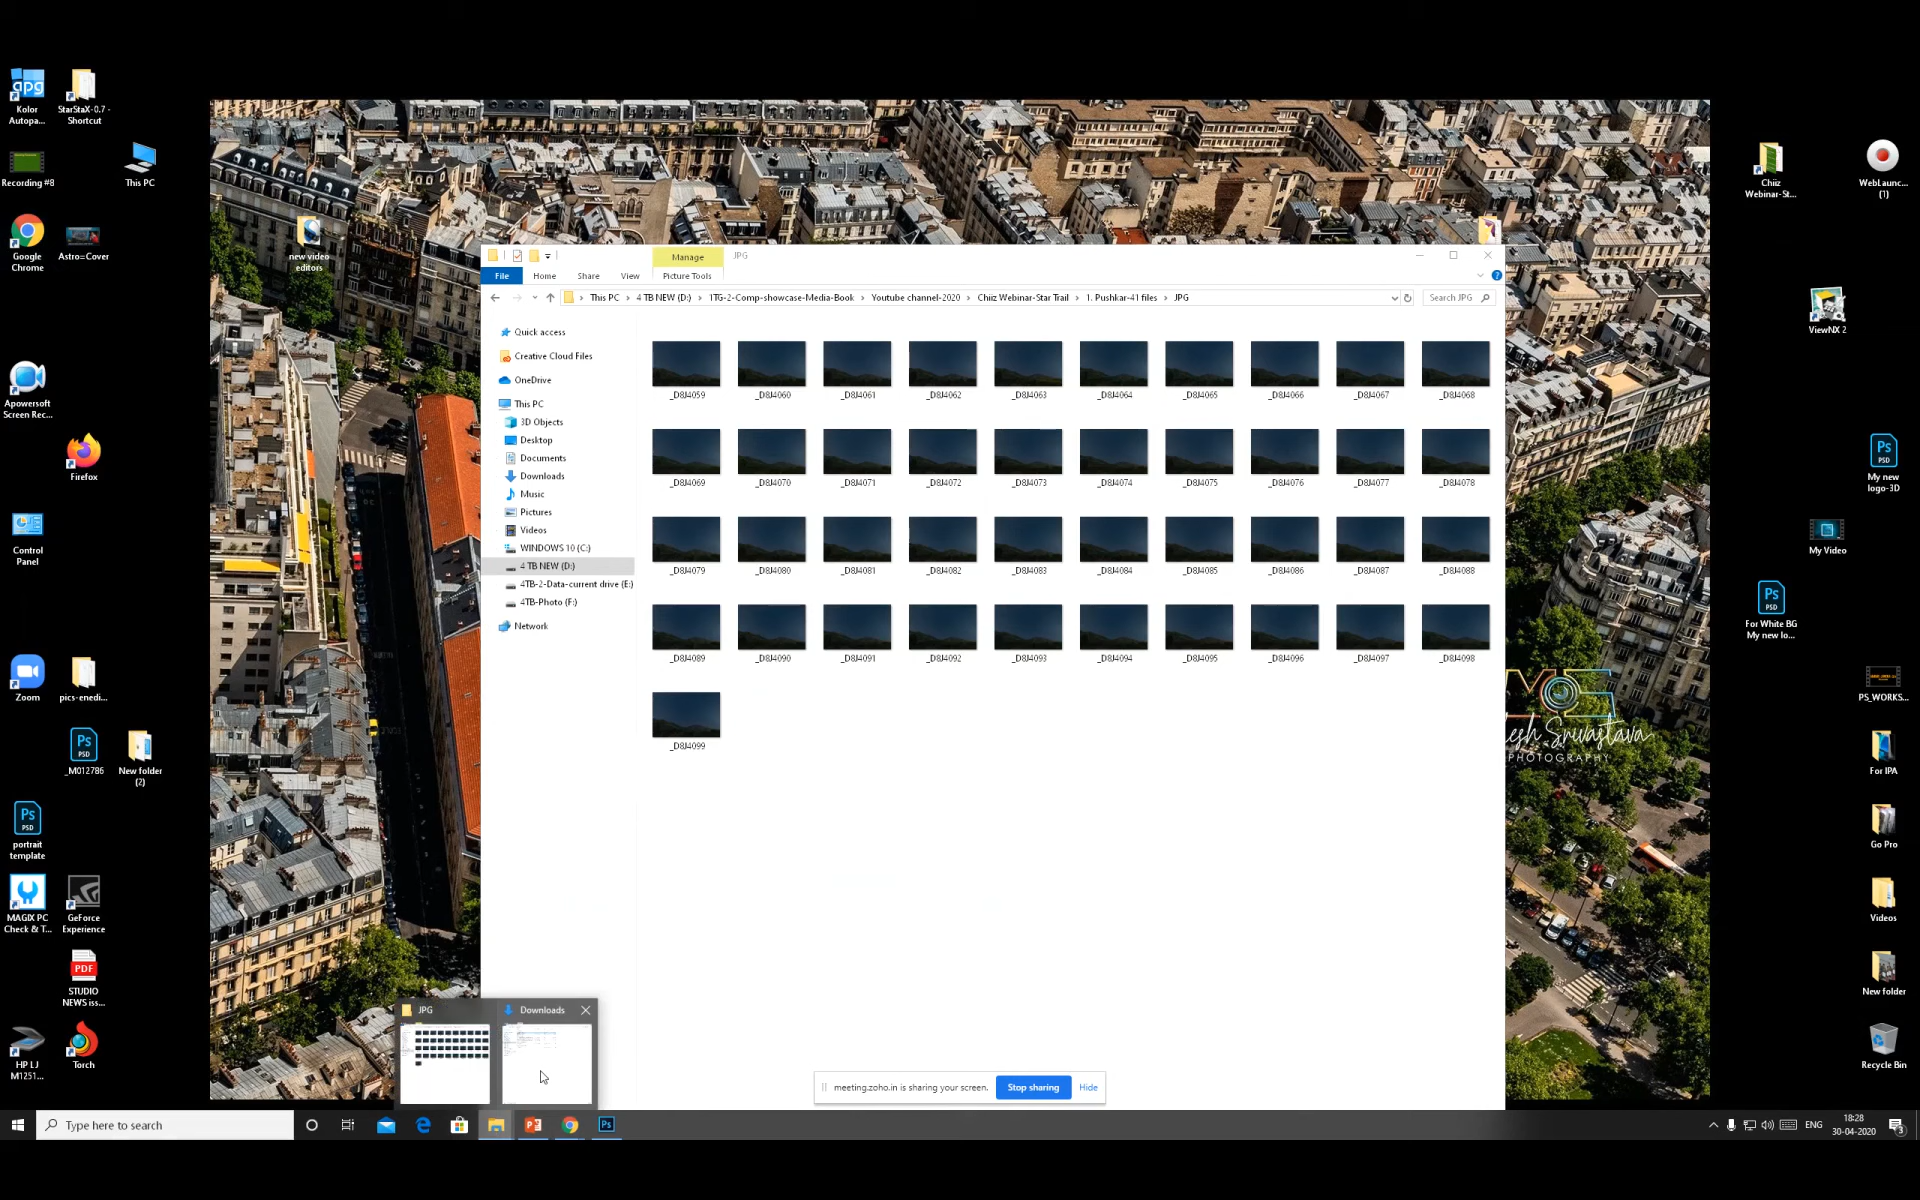 Kolor
Autopa...
StarStaX-0.7 -
Shortcut
Recording #8
This PC
Google
Chrome
Astro=Cover
new video
editors
Apowersoft
Screen Rec...
Firefox
Control
Panel
Zoom
pics-enedi...
_M012786
New folder
(2)
portrait
template
MAGIX PC
Check & T...
GeForce
Experience
STUDIO
NEWS iss...
HP LJ
M1251...
Torch
Manage
JPG
File
Home
Share
View
Picture Tools
This PC
4 TB NEW (D:)
1TG-2-Comp-showcase-Media-Book
Youtube channel-2020
Chiiz Webinar-Star Trail
1. Pushkar-41 files
JPG
Search JPG
Quick access
Creative Cloud Files
OneDrive
This PC
3D Objects
Desktop
Documents
Downloads
Music
Pictures
Videos
WINDOWS 10 (C:)
4 TB NEW (D:)
4TB-2-Data-current drive (E:)
4TB-Photo (F:)
Network
_D8J4059 _D8J4060 _D8J4061 _D8J4062 _D8J4063 _D8J4064 _D8J4065 _D8J4066 _D8J4067 _D8J4068
_D8J4069 _D8J4070 _D8J4071 _D8J4072 _D8J4073 _D8J4074 _D8J4075 _D8J4076 _D8J4077 _D8J4078
_D8J4079 _D8J4080 _D8J4081 _D8J4082 _D8J4083 _D8J4084 _D8J4085 _D8J4086 _D8J4087 _D8J4088
_D8J4089 _D8J4090 _D8J4091 _D8J4092 _D8J4093 _D8J4094 _D8J4095 _D8J4096 _D8J4097 _D8J4098
_D8J4099
Chiiz
Webinar-St...
WebLaunc...
(1)
ViewNX 2
My new
logo-3D
My Video
For White BG
My new lo...
PS_WORKS...
esh Srivastava
PHOTOGRAPHY
For IPA
Go Pro
Videos
New folder
Recycle Bin
JPG
Downloads
meeting.zoho.in is sharing your screen.
Stop sharing
Hide
Type here to search
ENG
18:28
30-04-2020